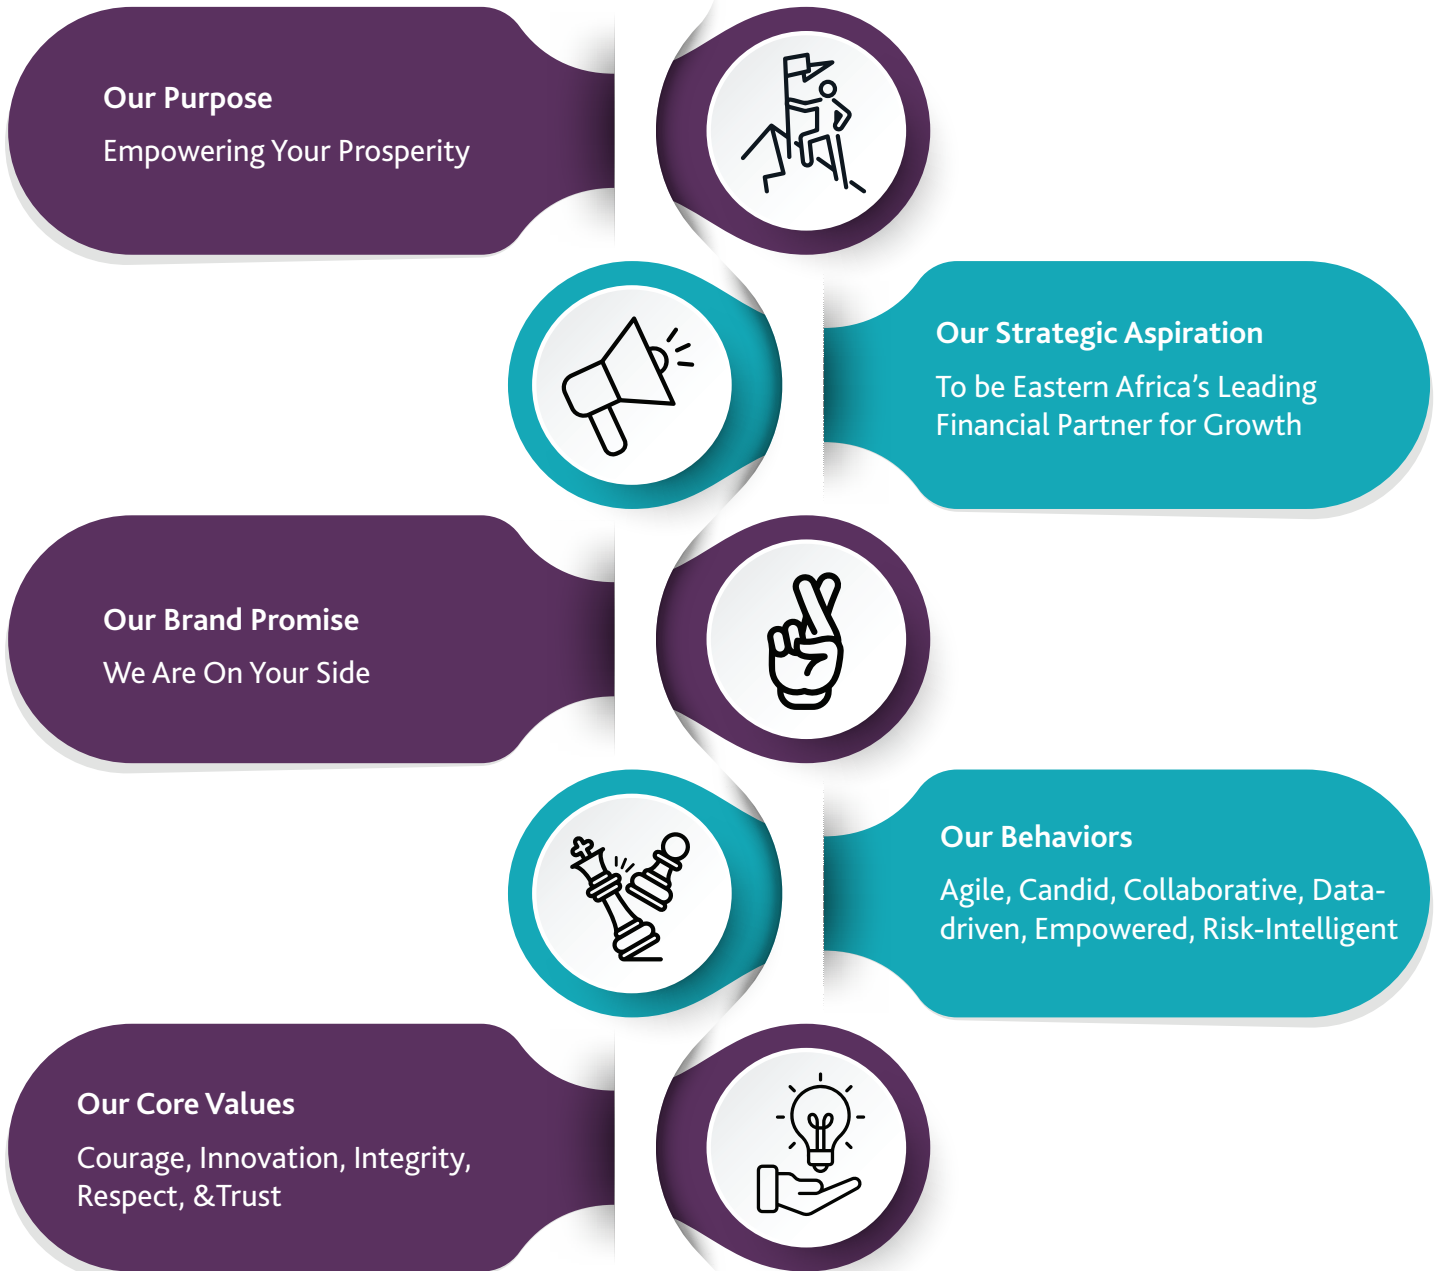 Our Purpose
Empowering Your Prosperity
Our Strategic Aspiration
To be Eastern Africa’s Leading
Financial Partner for Growth
Our Brand Promise
We Are On Your Side
Our Behaviors
Agile, Candid, Collaborative, Data-
driven, Empowered, Risk-Intelligent
Our Core Values
Courage, Innovation, Integrity,
Respect, &Trust